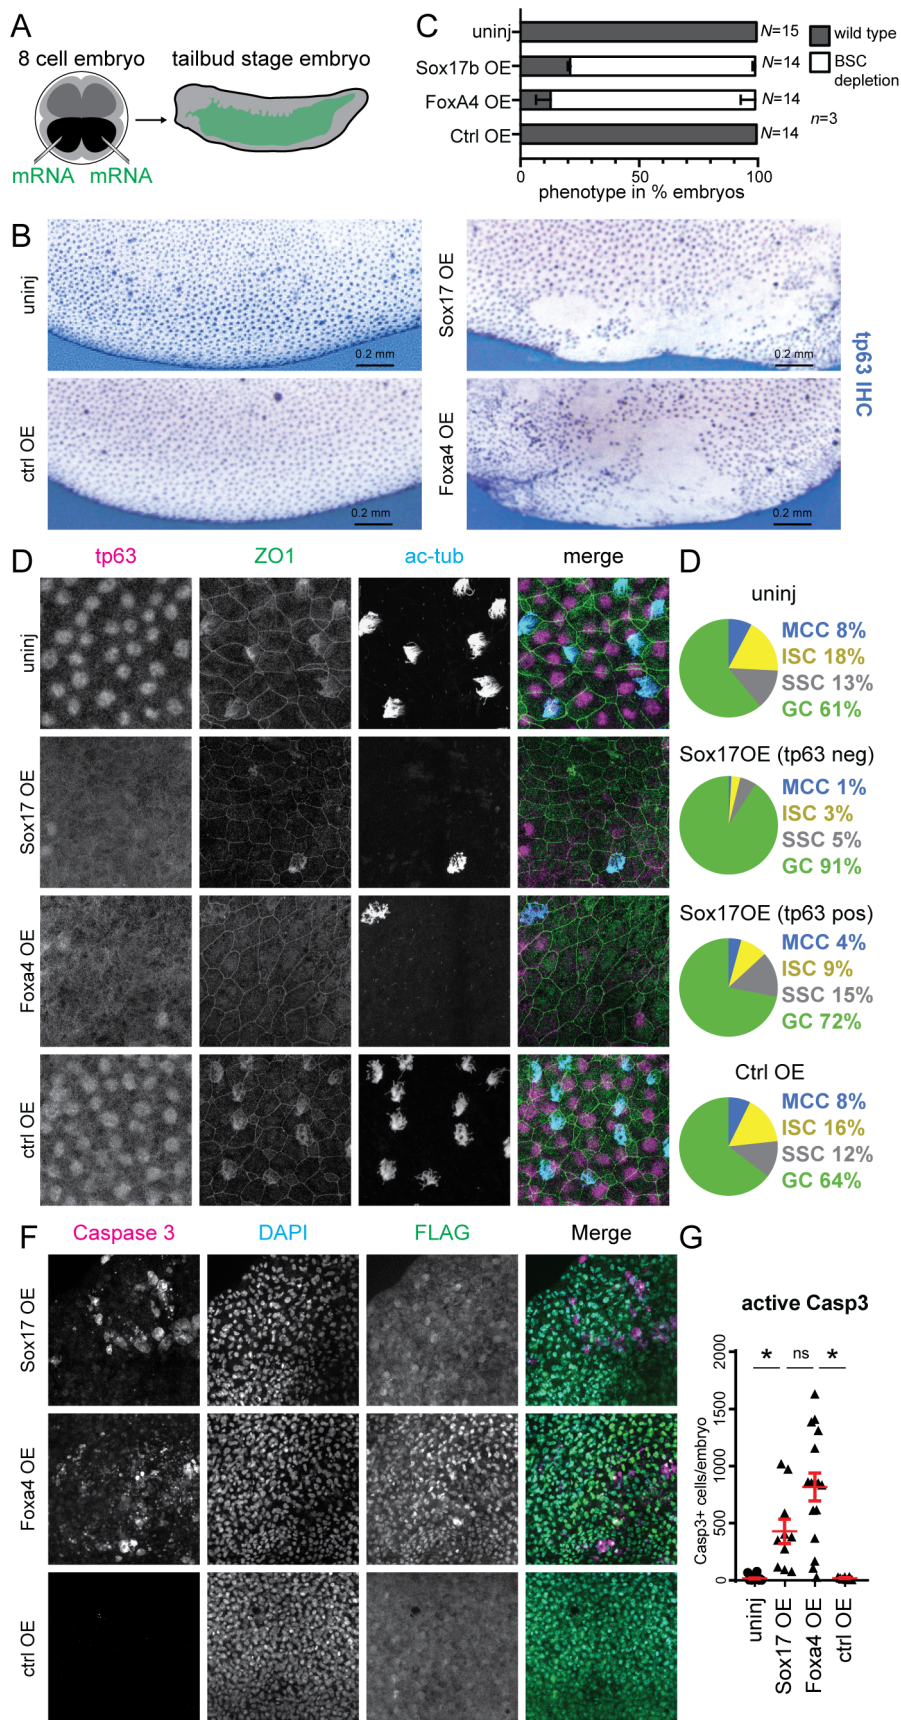 A
8 cell embryo
tailbud stage embryo
mRNA mRNA
C
uninj
Sox17b OE
FoxA4 OE
Ctrl OE
N=15
N=14
N=14
N=14
wild type
BSC
depletion
n=3
0 50 100
phenotype in % embryos
B
uninj
0.2 mm
Sox17 OE
0.2 mm
ctrl OE
0.2 mm
Foxa4 OE
0.2 mm
tp63 IHC
D
tp63 ZO1 ac-tub merge
uninj
Sox17 OE
Foxa4 OE
ctrl OE
D
uninj
MCC 8%
ISC 18%
SSC 13%
GC 61%
Sox17OE (tp63 neg)
MCC 1%
ISC 3%
SSC 5%
GC 91%
Sox17OE (tp63 pos)
MCC 4%
ISC 9%
SSC 15%
GC 72%
Ctrl OE
MCC 8%
ISC 16%
SSC 12%
GC 64%
F
Caspase 3 DAPI FLAG Merge
Sox17 OE
Foxa4 OE
ctrl OE
G
active Casp3
* ns *
Casp3+ cells/embryo
2000
1500
1000
500
0
uninj
Sox17 OE
Foxa4 OE
ctrl OE